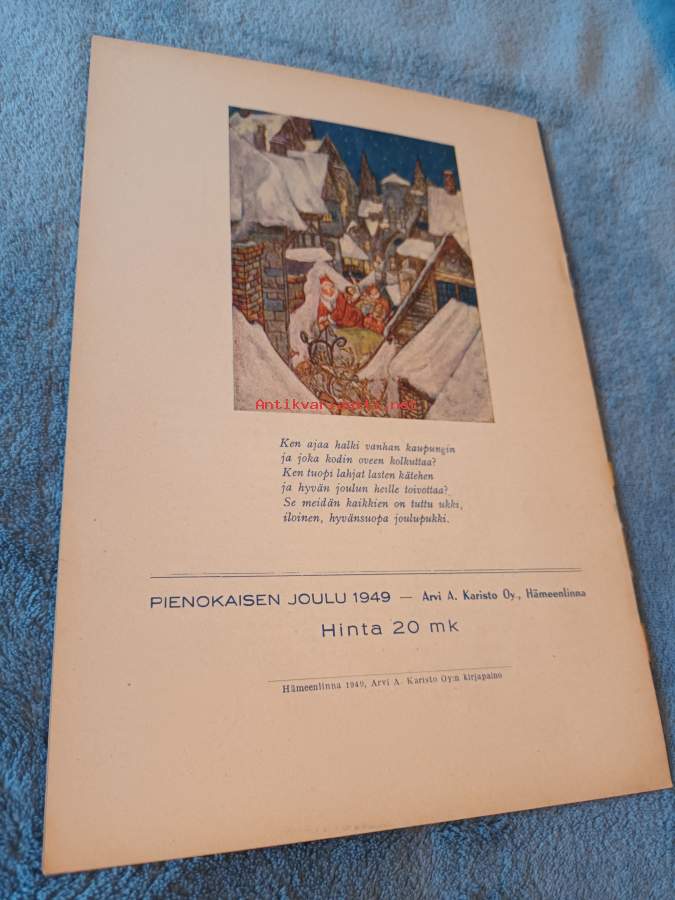 Antikvariaatti.net
Ken ajaa halki vanhan kaupungin
ja joka kodin oveen kolkuttaa?
Ken tuopi lahjat lasten kätehen
ja hyvän joulun heille toivottaa?
Se meidän kaikkien on tuttu ukki,
iloinen, hyvänsuopa joulupukki.
PIENOKAISEN JOULU 1949 — Arvi A. Karisto Oy., Hämeenlinna
Hinta 20 mk
Hämeenlinna 1949, Arvi A. Karisto Oy:n kirjapaino